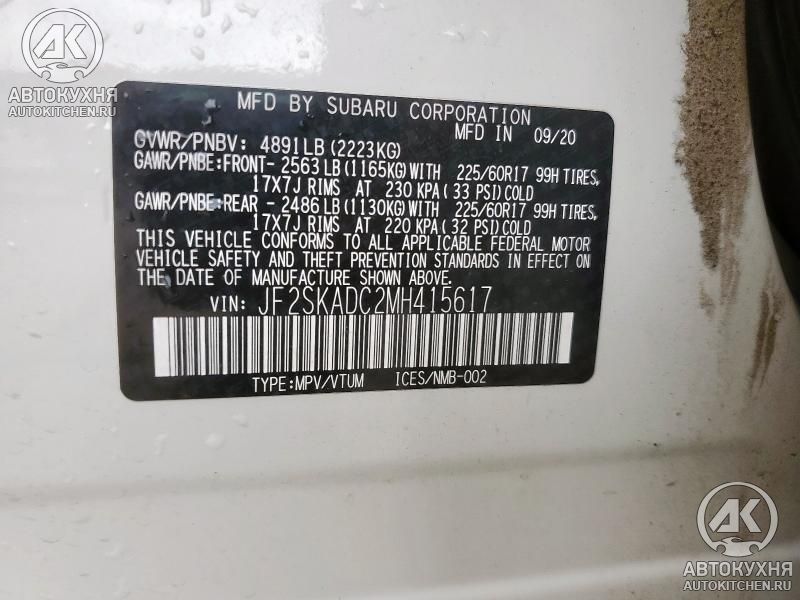 AK
АВТОКУХНЯ
AUTOKITCHEN.RU
MFD BY SUBARU CORPORATION
MFD IN 09/20
GVWR/PNBV: 4891LB (2223KG)
GAWR/PNBE:FRONT- 2563LB(1165KG)WITH 225/60R17 99H TIRES,
17X7J RIMS AT 230 KPA(33 PSI)COLD
GAWR/PNBE:REAR - 2486LB(1130KG)WITH 225/60R17 99H TIRES,
17X7J RIMS AT 220 KPA(32 PSI)COLD
THIS VEHICLE CONFORMS TO ALL APPLICABLE FEDERAL MOTOR
VEHICLE SAFETY AND THEFT PREVENTION STANDARDS IN EFFECT ON
THE DATE OF MANUFACTURE SHOWN ABOVE.
VIN: JF2SKADC2MH415617
TYPE:MPV/VTUM ICES/NMB-002
AK
АВТОКУХНЯ
AUTOKITCHEN.RU